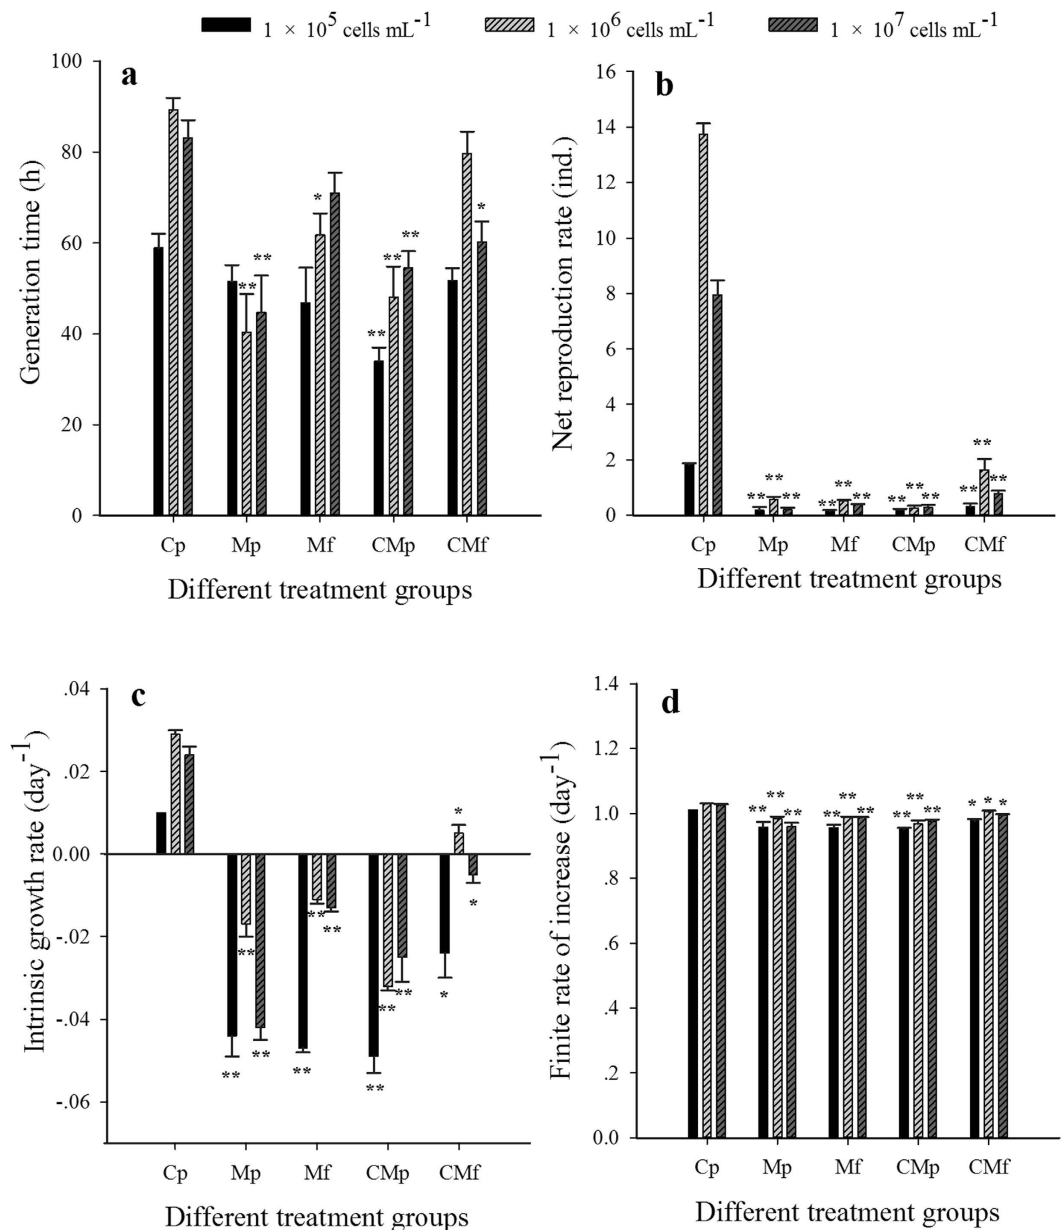 1 × 10^5 cells mL^-1 1 × 10^6 cells mL^-1 1 × 10^7 cells mL^-1
a
Generation time (h)
100
80
60
40
20
0
* ** ** ** ** ** *
Cp Mp Mf CMp CMf
Different treatment groups
b
Net reproduction rate (ind.)
16
14
12
10
8
6
4
2
0
** ** ** ** ** ** ** ** ** ** ** **
Cp Mp Mf CMp CMf
Different treatment groups
c
Intrinsic growth rate (day^-1)
.04
.02
0.00
-.02
-.04
-.06
** ** ** ** ** ** ** ** ** * * *
Cp Mp Mf CMp CMf
Different treatment groups
d
Finite rate of increase (day^-1)
1.4
1.2
1.0
.8
.6
.4
.2
0.0
** ** ** ** ** ** ** ** ** * * *
Cp Mp Mf CMp CMf
Different treatment groups